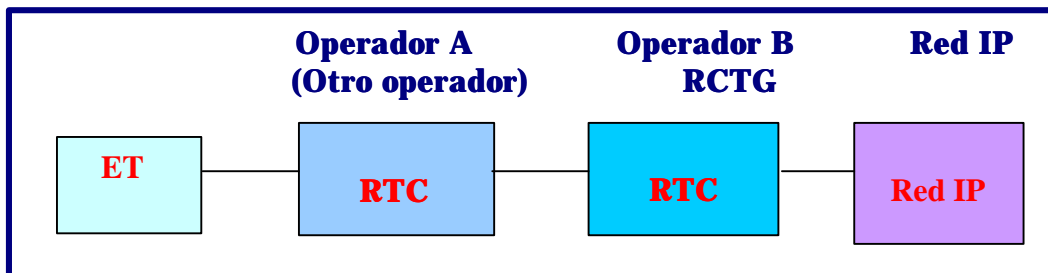 Operador A
(Otro operador)
Operador B
RCTG
Red IP
ET
RTC
RTC
Red IP